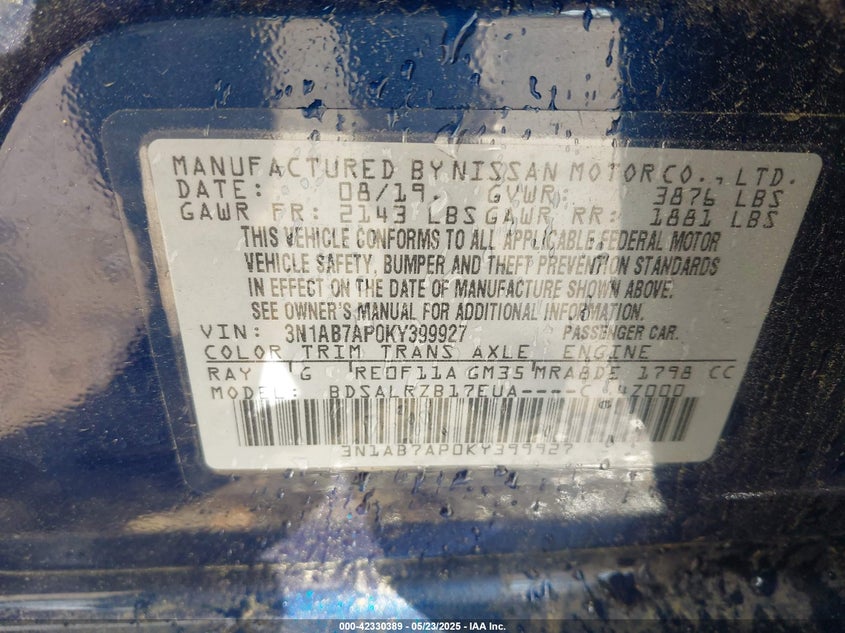 MANUFACTURED BY NISSAN MOTOR CO., LTD.
DATE: 08/19 GVWR: 3876 LBS
GAWR FR: 2143 LBS GAWR RR: 1881 LBS
THIS VEHICLE CONFORMS TO ALL APPLICABLE FEDERAL MOTOR
VEHICLE SAFETY, BUMPER AND THEFT PREVENTION STANDARDS
IN EFFECT ON THE DATE OF MANUFACTURE SHOWN ABOVE.
SEE OWNER'S MANUAL FOR ADDITIONAL INFORMATION.
VIN: 3N1AB7AP0KY399927 PASSENGER CAR.
COLOR TRIM TRANS AXLE ENGINE
RAY G RE0F11A GM35 MRA8DE 1798 CC
MODEL: BDSALRZB17EUA----C
3N1AB7AP0KY399927
000-42330389 - 05/23/2025 - IAA Inc.